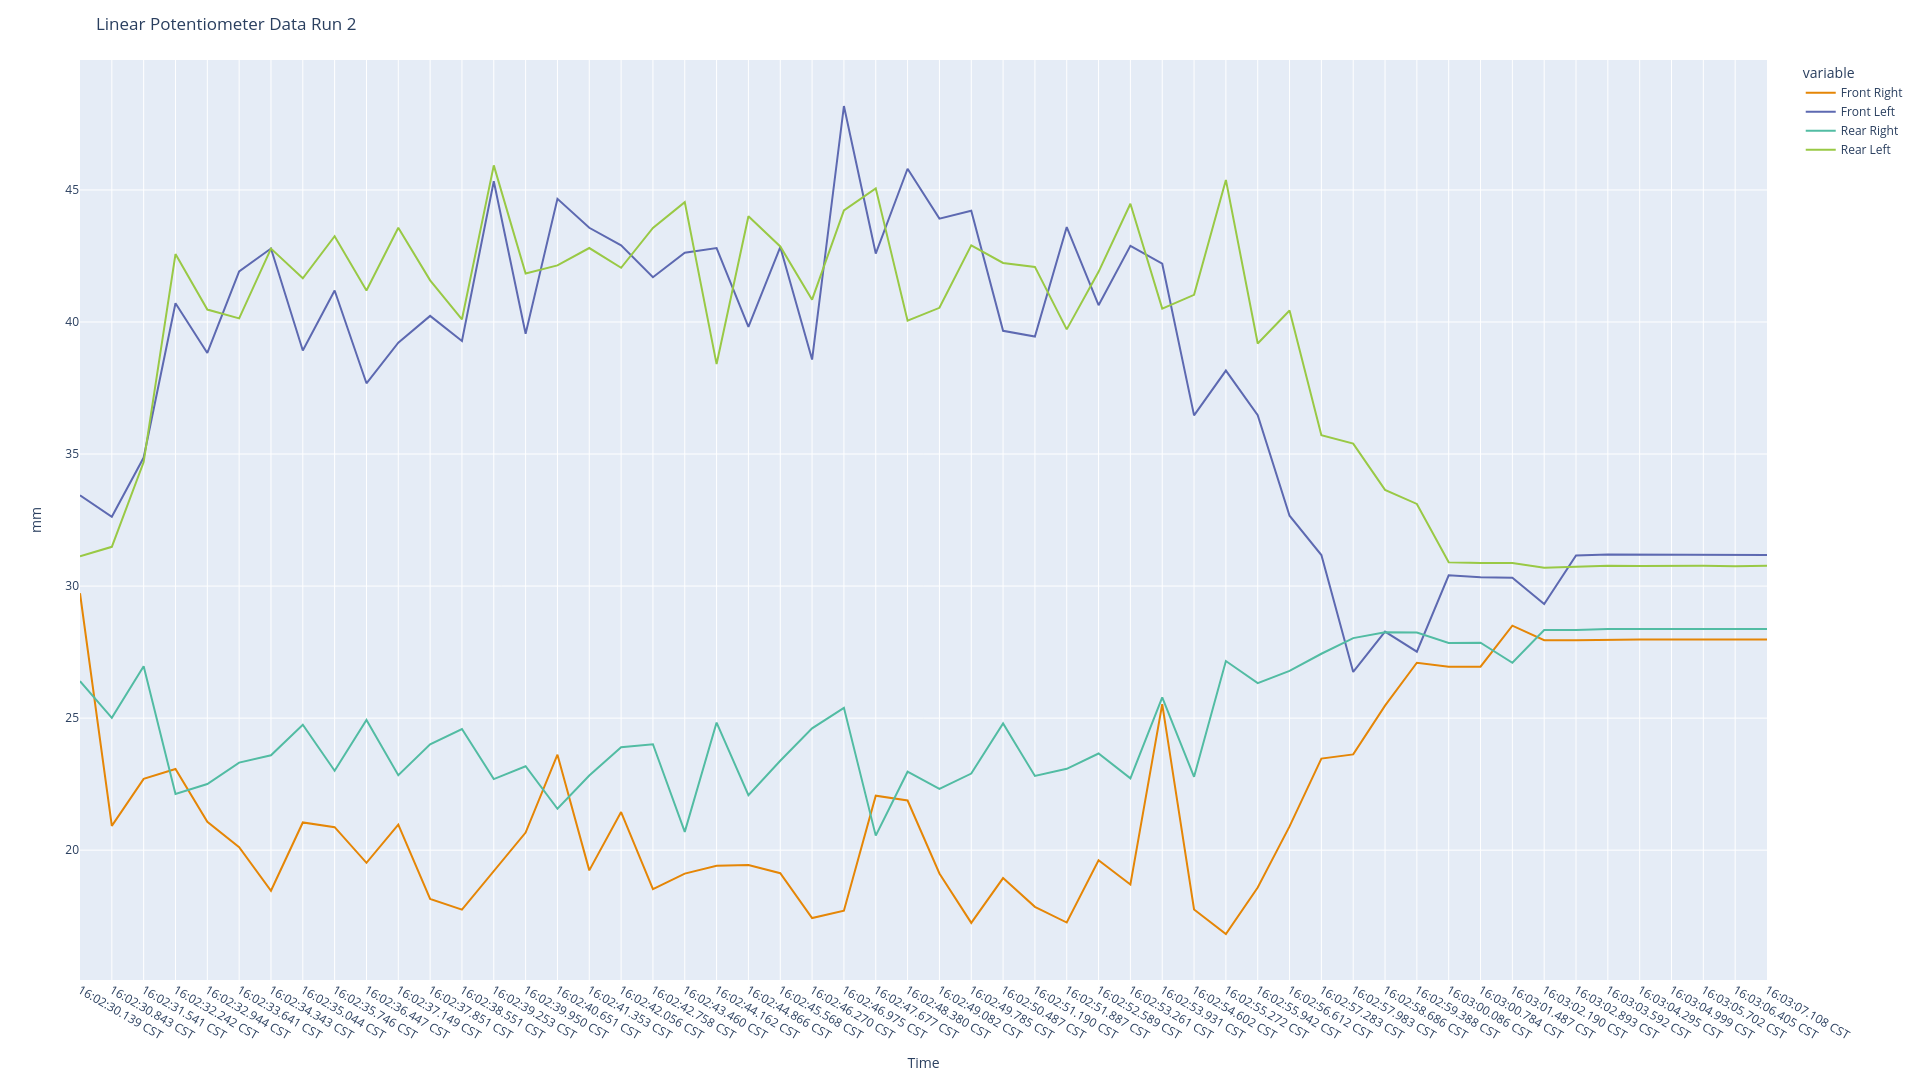 Linear Potentiometer Data Run 2
variable
Front Right
Front Left
Rear Right
Rear Left
mm
45
40
35
30
25
20
16:02:30.139 CST
16:02:30.843 CST
16:02:31.541 CST
16:02:32.242 CST
16:02:32.944 CST
16:02:33.641 CST
16:02:34.343 CST
16:02:35.044 CST
16:02:35.746 CST
16:02:36.447 CST
16:02:37.149 CST
16:02:37.851 CST
16:02:38.551 CST
16:02:39.253 CST
16:02:39.950 CST
16:02:40.651 CST
16:02:41.353 CST
16:02:42.056 CST
16:02:42.758 CST
16:02:43.460 CST
16:02:44.162 CST
16:02:44.866 CST
16:02:45.568 CST
16:02:46.270 CST
16:02:46.975 CST
16:02:47.677 CST
16:02:48.380 CST
16:02:49.082 CST
16:02:49.785 CST
16:02:50.487 CST
16:02:51.190 CST
16:02:51.887 CST
16:02:52.589 CST
16:02:53.261 CST
16:02:53.931 CST
16:02:54.602 CST
16:02:55.272 CST
16:02:55.942 CST
16:02:56.612 CST
16:02:57.283 CST
16:02:57.983 CST
16:02:58.686 CST
16:02:59.388 CST
16:03:00.086 CST
16:03:00.784 CST
16:03:01.487 CST
16:03:02.190 CST
16:03:02.893 CST
16:03:03.592 CST
16:03:04.295 CST
16:03:04.999 CST
16:03:05.702 CST
16:03:06.405 CST
16:03:07.108 CST
Time